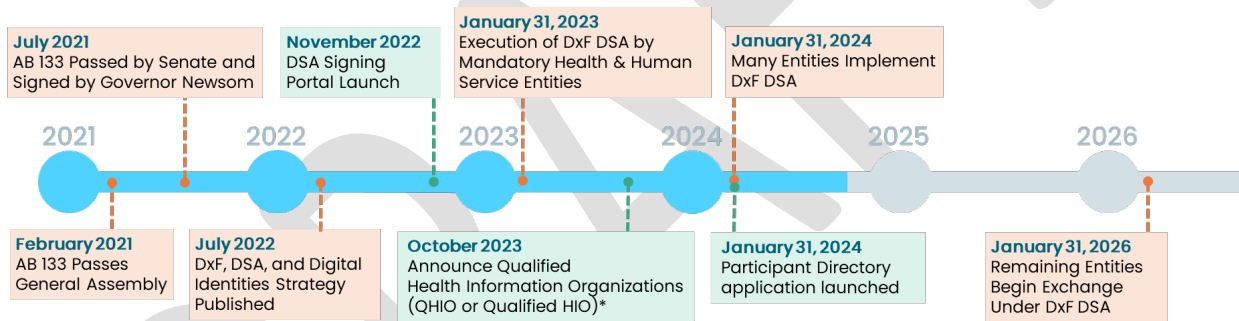 July 2021
AB 133 Passed by Senate and
Signed by Governor Newsom
November 2022
DSA Signing
Portal Launch
January 31, 2023
Execution of DxF DSA by
Mandatory Health & Human
Service Entities
January 31, 2024
Many Entities Implement
DxF DSA
2021
2022
2023
2024
2025
2026
February 2021
AB 133 Passes
General Assembly
July 2022
DxF, DSA, and Digital
Identities Strategy
Published
October 2023
Announce Qualified
Health Information Organizations
(QHIO or Qualified HIO)*
January 31, 2024
Participant Directory
application launched
January 31, 2026
Remaining Entities
Begin Exchange
Under DxF DSA